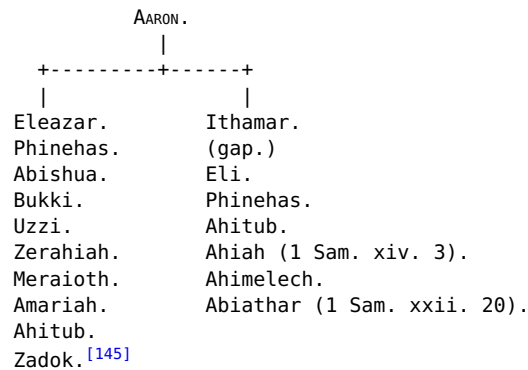 Aaron.
|
+---------+------+
|                |
Eleazar.       Ithamar.
Phinehas.      (gap.)
Abishua.       Eli.
Bukki.         Phinehas.
Uzzi.          Ahitub.
Zerahiah.      Ahiah (1 Sam. xiv. 3).
Meraioth.      Ahimelech.
Amariah.       Abiathar (1 Sam. xxii. 20).
Ahitub.
Zadok.[145]